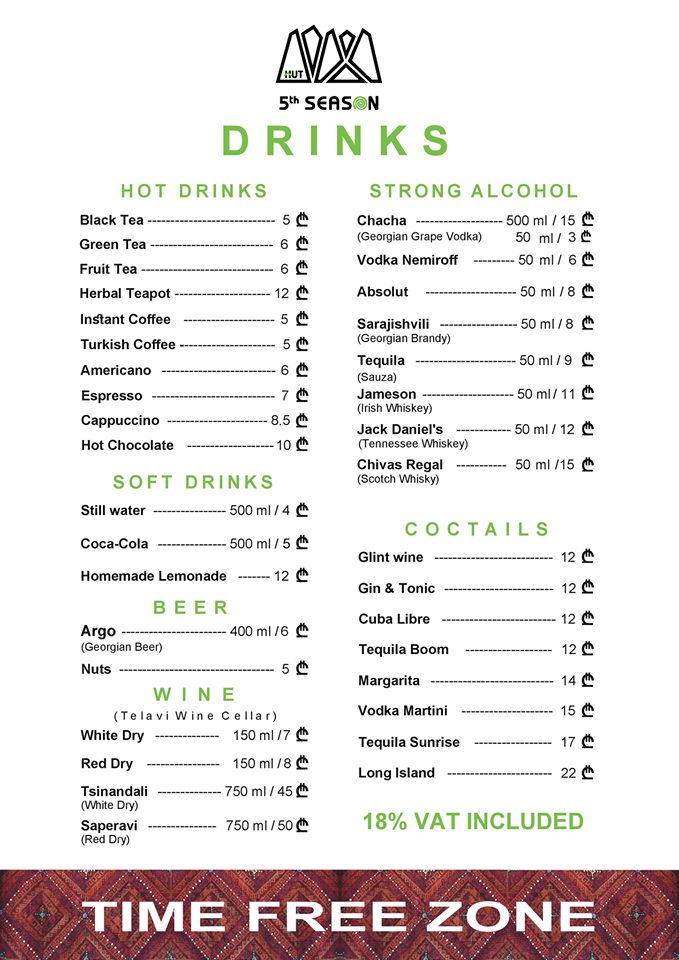 HUT
5th SEASON
DRINKS
HOT DRINKS
Black Tea ---------------------------- 5 ₾
Green Tea --------------------------- 6 ₾
Fruit Tea ----------------------------- 6 ₾
Herbal Teapot --------------------- 12 ₾
Instant Coffee -------------------- 5 ₾
Turkish Coffee --------------------- 5 ₾
Americano ------------------------- 6 ₾
Espresso --------------------------- 7 ₾
Cappuccino ---------------------- 8.5 ₾
Hot Chocolate ------------------- 10 ₾
SOFT DRINKS
Still water ---------------- 500 ml / 4 ₾
Coca-Cola --------------- 500 ml / 5 ₾
Homemade Lemonade ------- 12 ₾
BEER
Argo ----------------------- 400 ml / 6 ₾
(Georgian Beer)
Nuts ---------------------------------- 5 ₾
WINE
(Telavi Wine Cellar)
White Dry -------------- 150 ml / 7 ₾
Red Dry ---------------- 150 ml / 8 ₾
Tsinandali -------------- 750 ml / 45 ₾
(White Dry)
Saperavi --------------- 750 ml / 50 ₾
(Red Dry)
STRONG ALCOHOL
Chacha ------------------- 500 ml / 15 ₾
(Georgian Grape Vodka) 50 ml / 3 ₾
Vodka Nemiroff --------- 50 ml / 6 ₾
Absolut -------------------- 50 ml / 8 ₾
Sarajishvili ----------------- 50 ml / 8 ₾
(Georgian Brandy)
Tequila ---------------------- 50 ml / 9 ₾
(Sauza)
Jameson -------------------- 50 ml / 11 ₾
(Irish Whiskey)
Jack Daniel's ------------ 50 ml / 12 ₾
(Tennessee Whiskey)
Chivas Regal ----------- 50 ml /15 ₾
(Scotch Whisky)
COCTAILS
Glint wine -------------------------- 12 ₾
Gin & Tonic ------------------------ 12 ₾
Cuba Libre ------------------------- 12 ₾
Tequila Boom ------------------- 12 ₾
Margarita --------------------------- 14 ₾
Vodka Martini -------------------- 15 ₾
Tequila Sunrise ----------------- 17 ₾
Long Island ----------------------- 22 ₾
18% VAT INCLUDED
TIME FREE ZONE